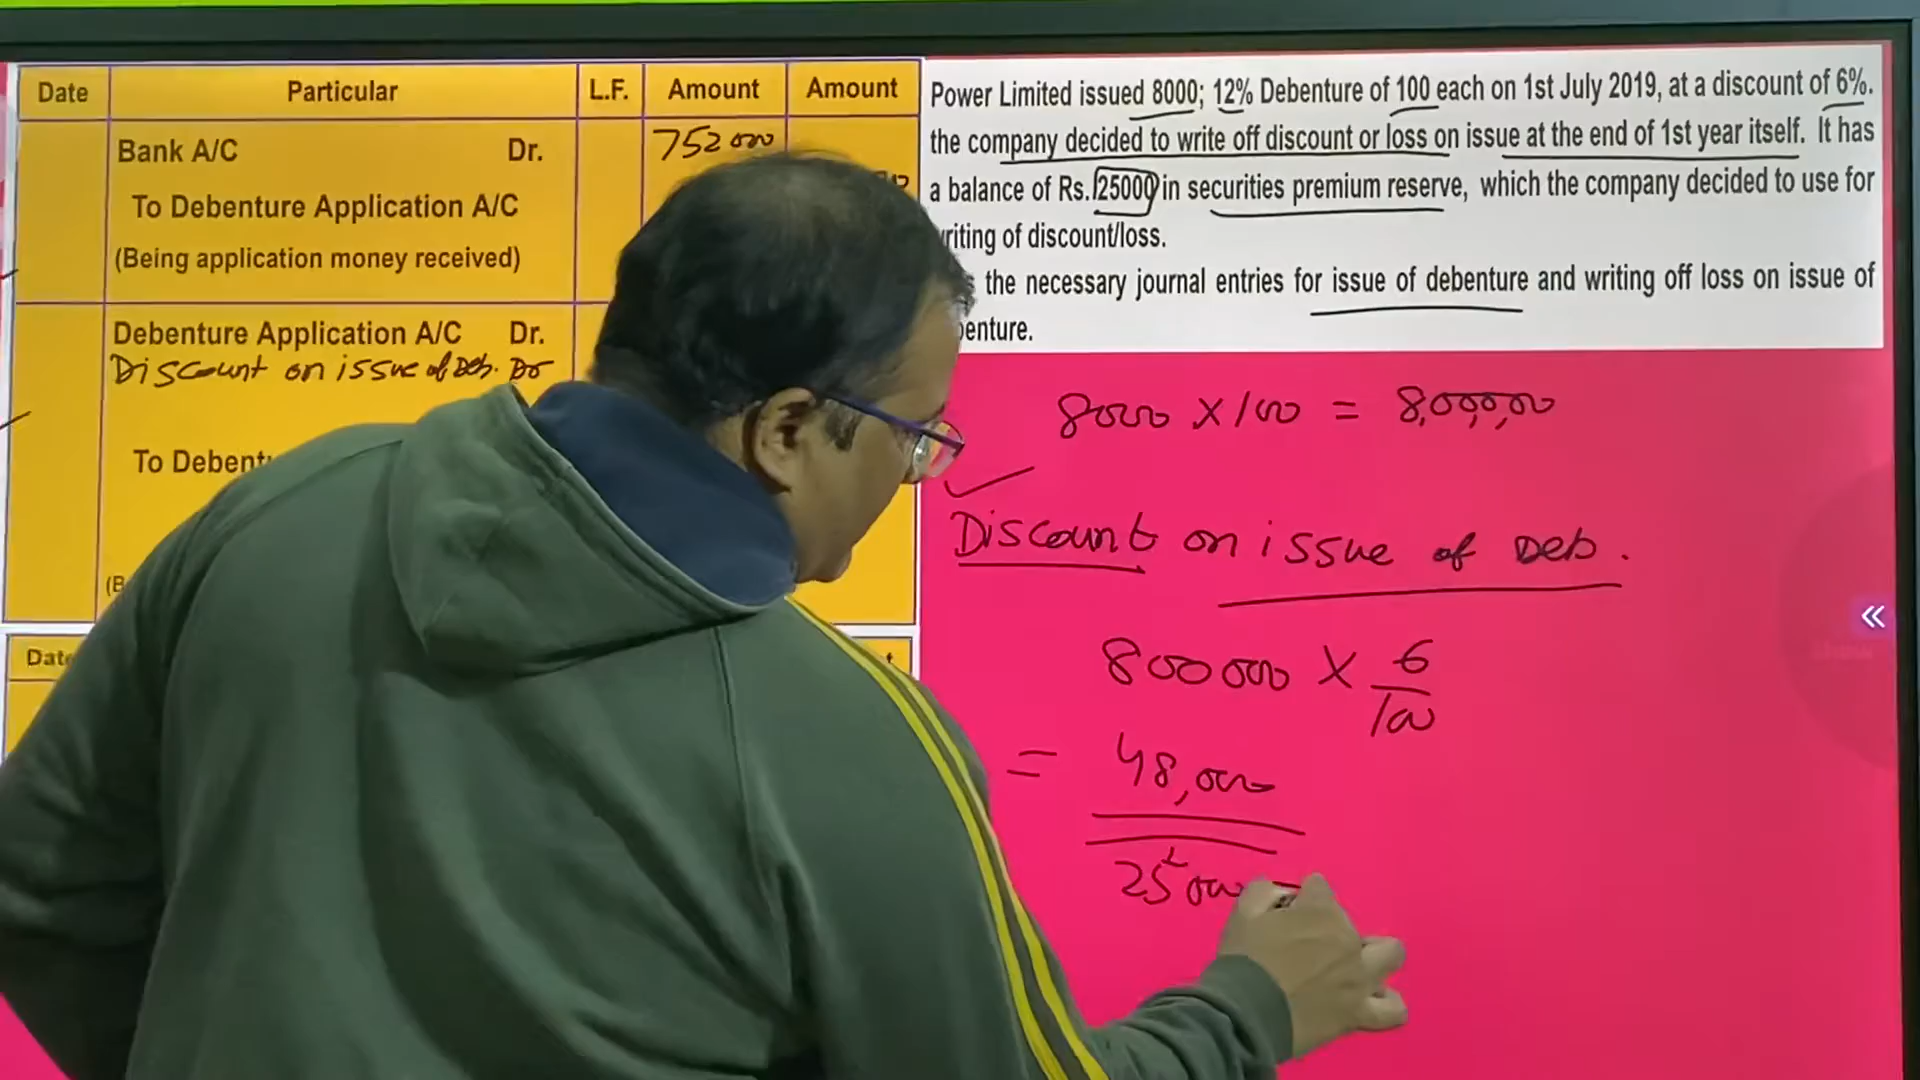 Date Particular L.F. Amount Amount
Bank A/C Dr. 752000
To Debenture Application A/C
(Being application money received)
Debenture Application A/C Dr.
Discount on issue of Deb. Dr
To Debent
(B
Date
Power Limited issued 8000; 12% Debenture of 100 each on 1st July 2019, at a discount of 6%.
the company decided to write off discount or loss on issue at the end of 1st year itself. It has
a balance of Rs. 25000 in securities premium reserve, which the company decided to use for
riting of discount/loss.
the necessary journal entries for issue of debenture and writing off loss on issue of
enture.
8000 X 100 = 8,00,000
Discount on issue of Deb.
800000 X 6/100
= 48,000
25000
«